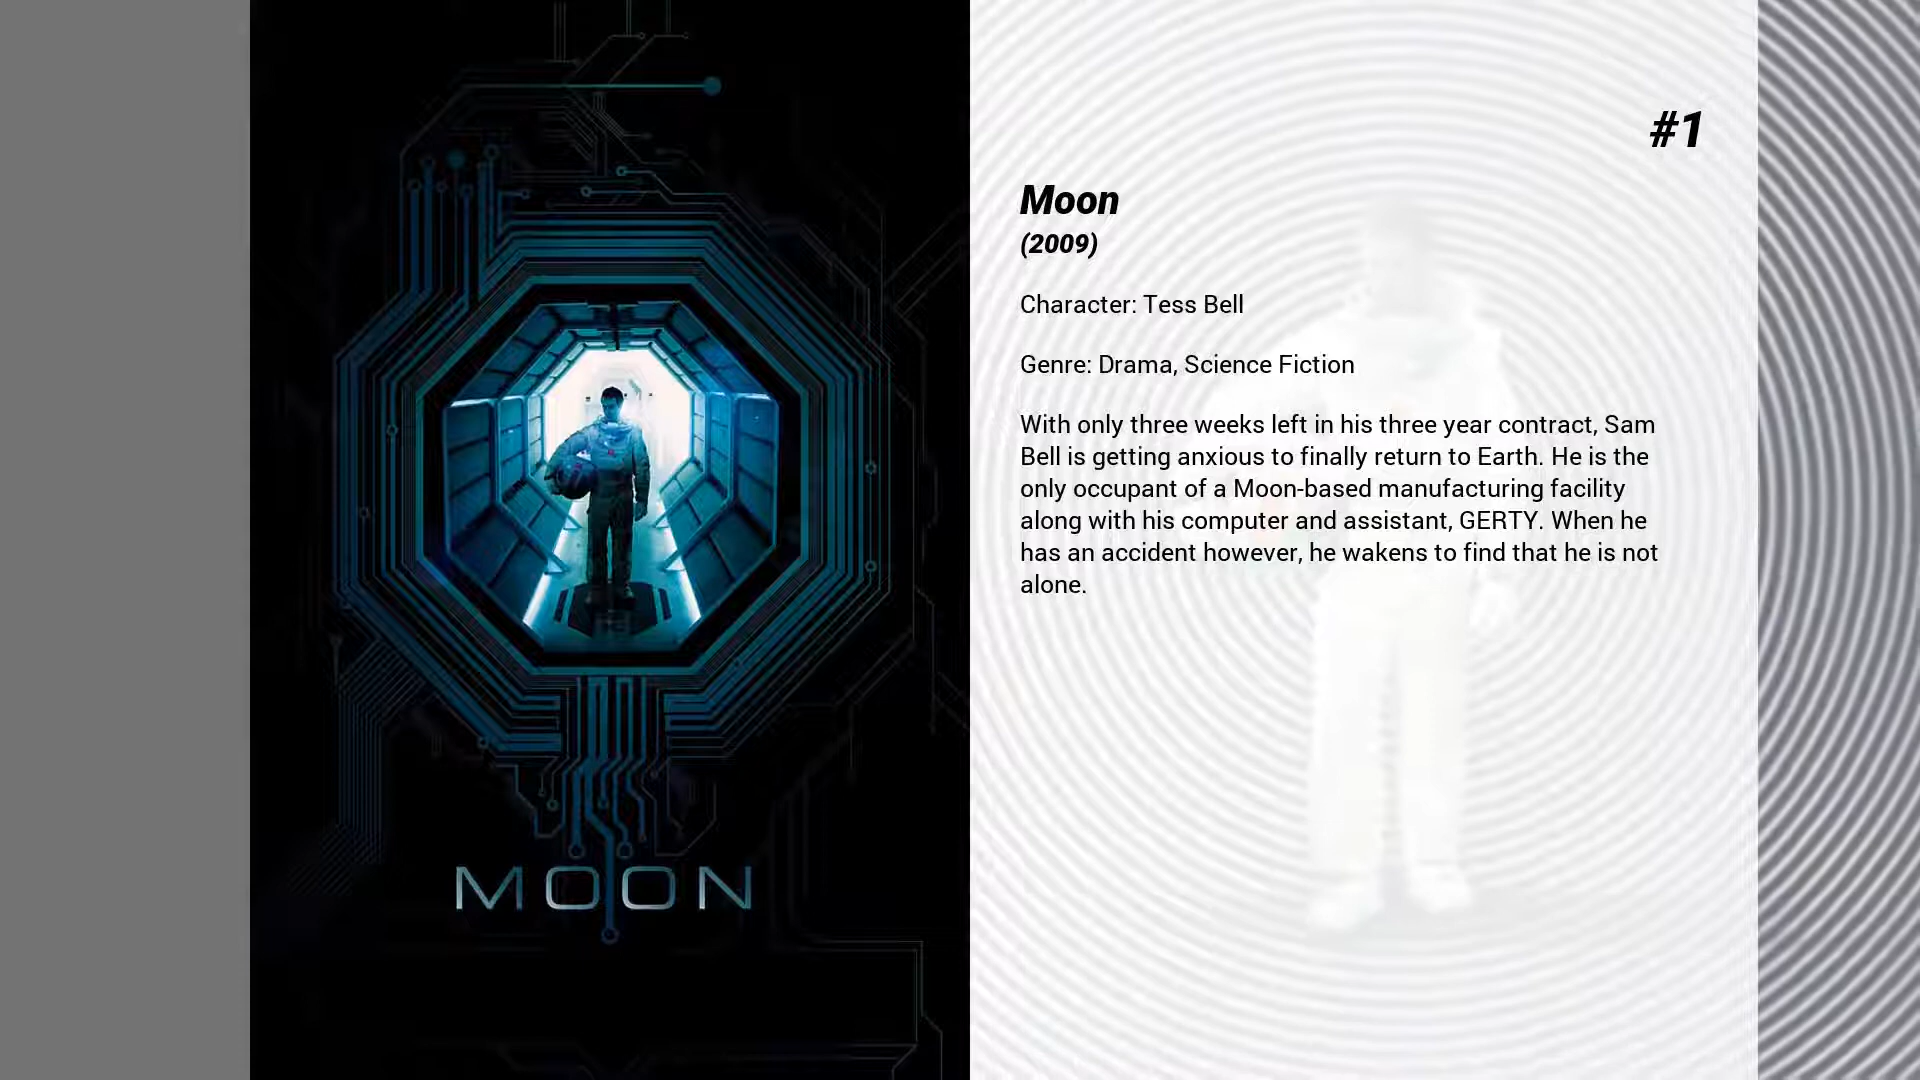 MOON
#1
Moon
(2009)
Character: Tess Bell
Genre: Drama, Science Fiction
With only three weeks left in his three year contract, Sam
Bell is getting anxious to finally return to Earth. He is the
only occupant of a Moon-based manufacturing facility
along with his computer and assistant, GERTY. When he
has an accident however, he wakens to find that he is not
alone.